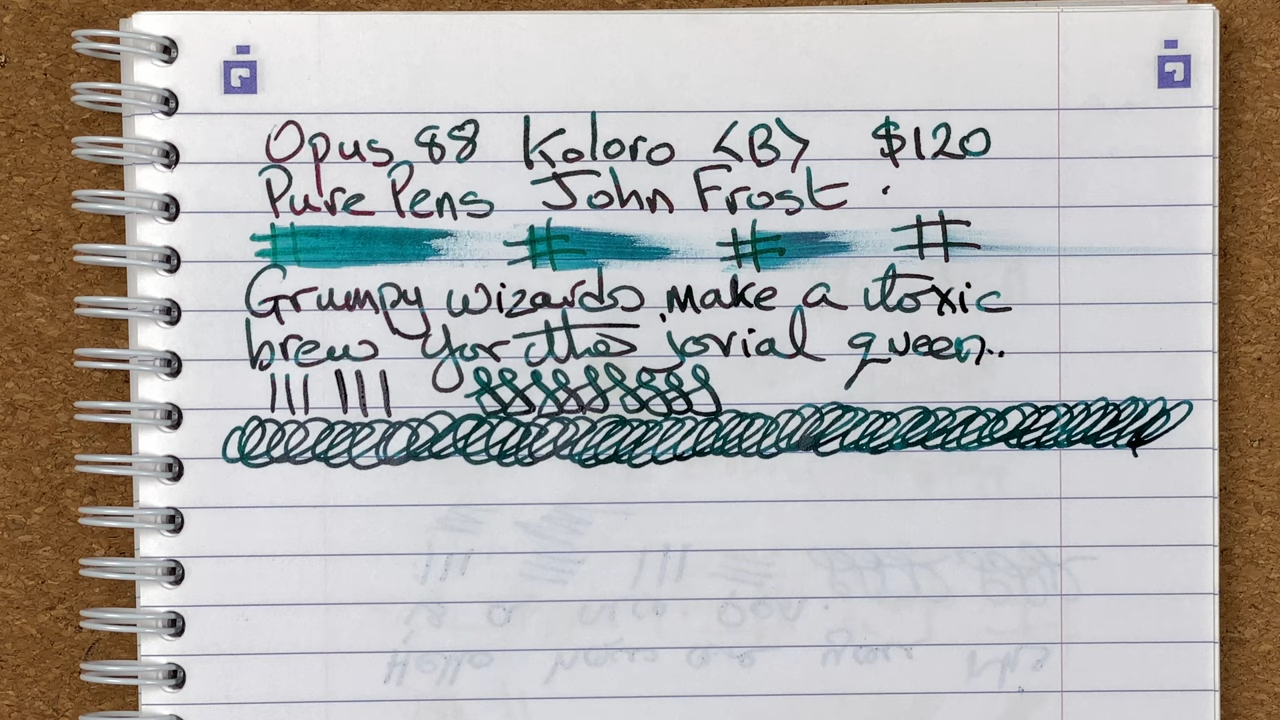 Opus 88 Koloro <B> $120
Pure Pens John Frost.
# # # #
Grumpy wizards make a toxic
brew for the jovial queen..